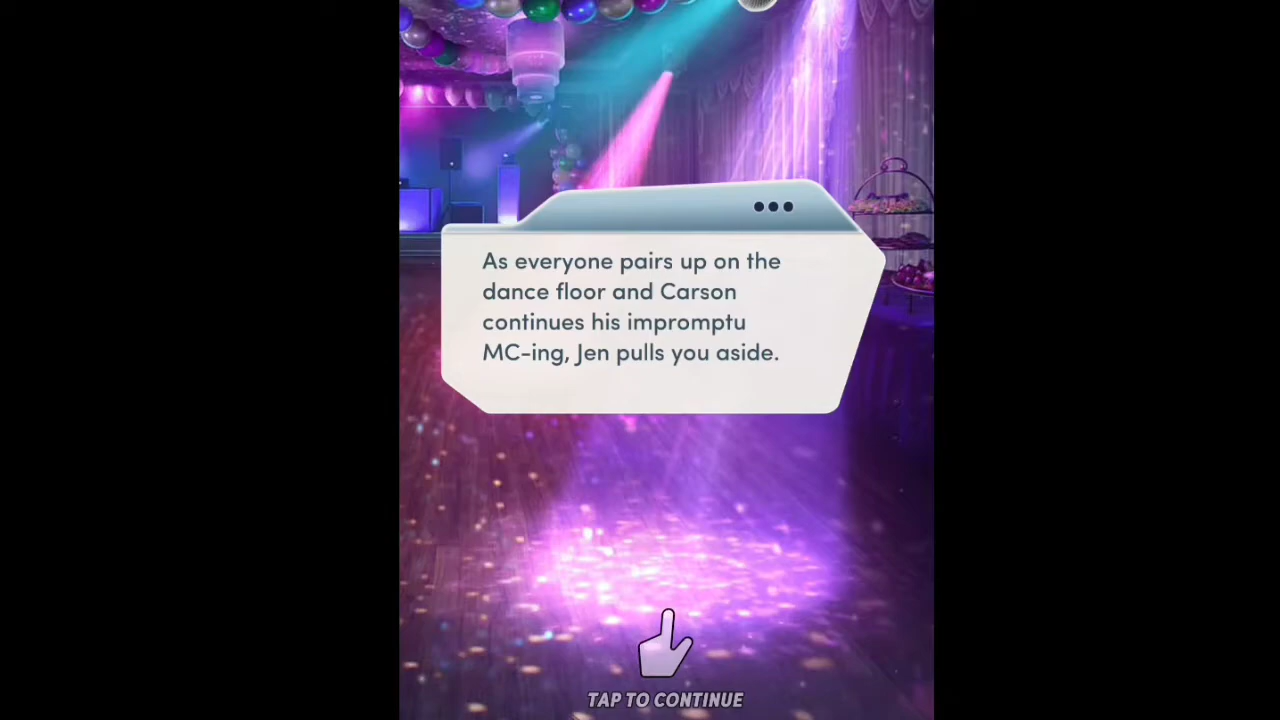 As everyone pairs up on the
dance floor and Carson
continues his impromptu
MC-ing, Jen pulls you aside.
TAP TO CONTINUE